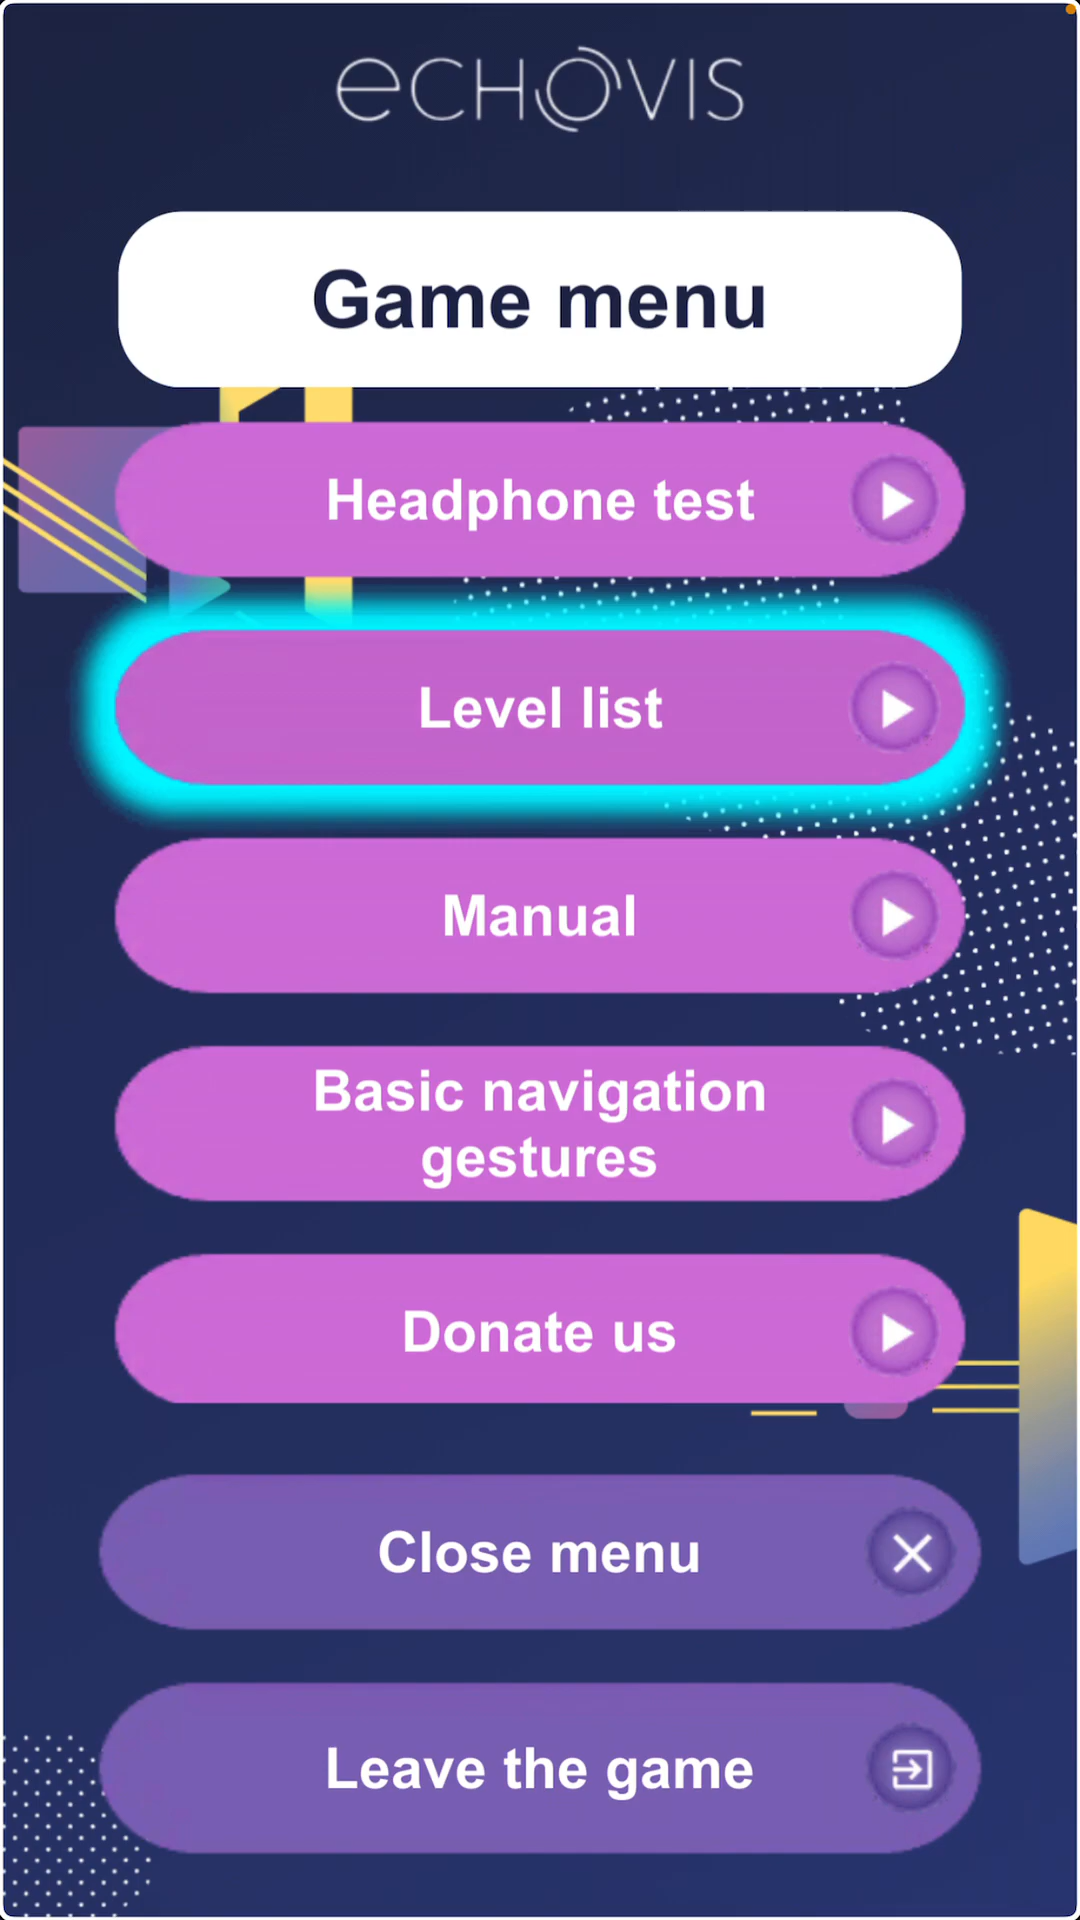 eCHOVIS
Game menu
Headphone test
Level list
Manual
Basic navigation
gestures
Donate us
Close menu
Leave the game